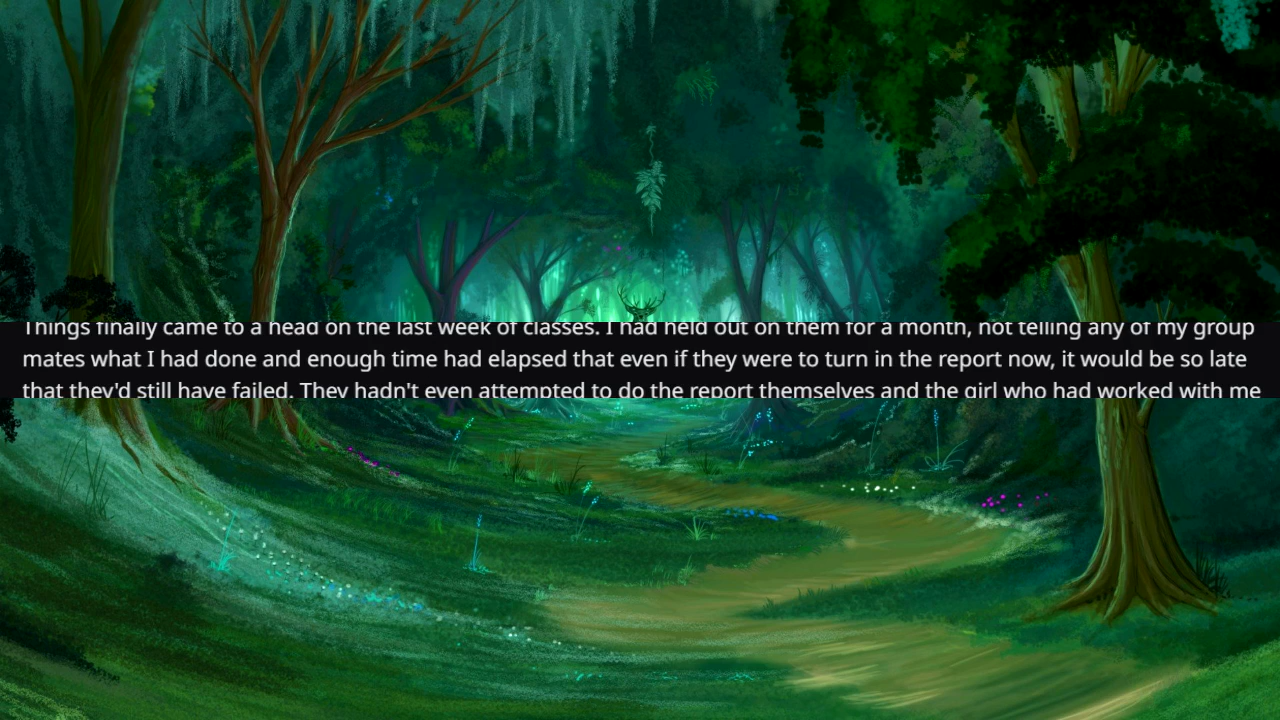 Things finally came to a head on the last week of classes. I had held out on them for a month, not telling any of my group
mates what I had done and enough time had elapsed that even if they were to turn in the report now, it would be so late
that they'd still have failed. They hadn't even attempted to do the report themselves and the girl who had worked with me